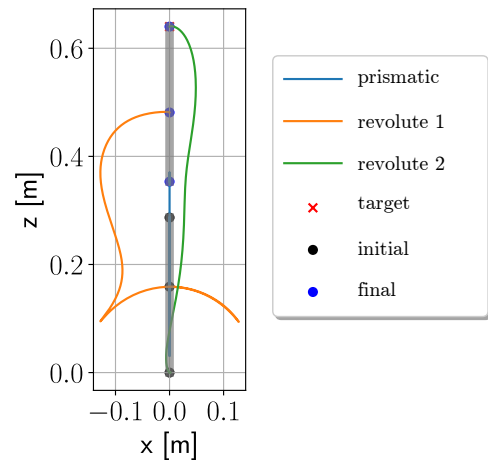 0.6
0.4
0.2
0.0
z [m]
−0.1 0.0 0.1
x [m]
prismatic
revolute 1
revolute 2
target
initial
final